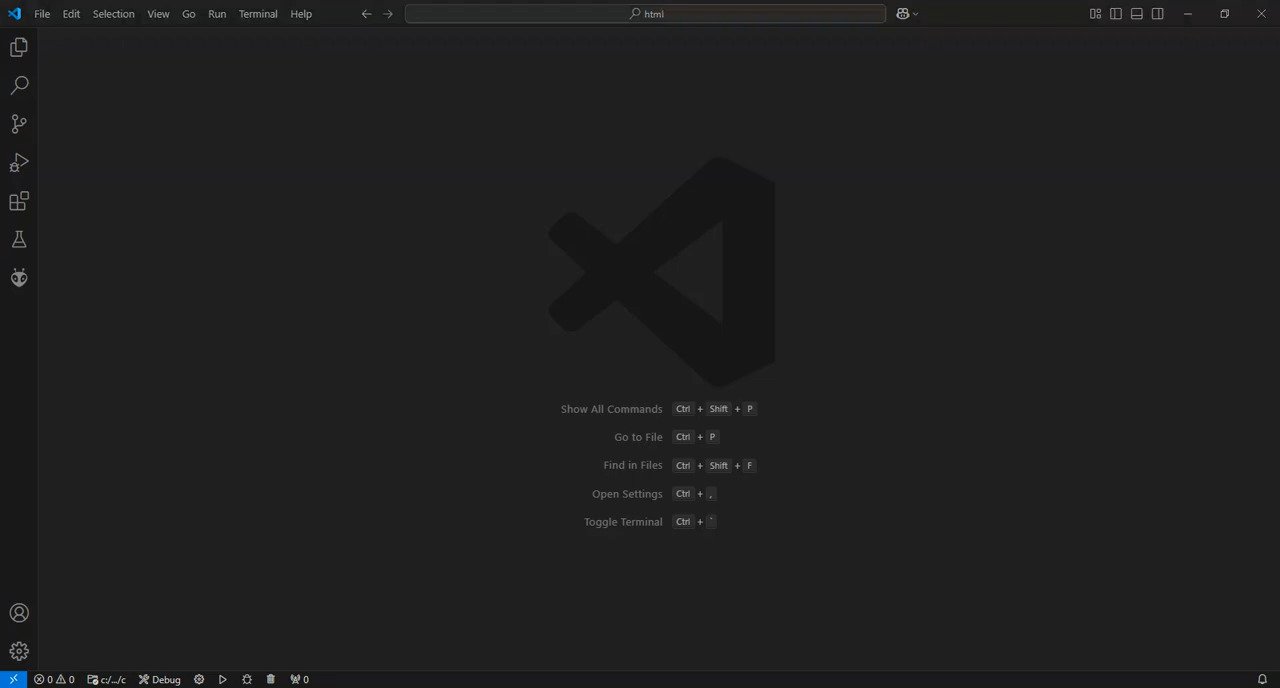 File Edit Selection View Go Run Terminal Help html
Show All Commands Ctrl + Shift + P
Go to File Ctrl + P
Find in Files Ctrl + Shift + F
Open Settings Ctrl + ,
Toggle Terminal Ctrl + `
0 0 c:/.../c Debug 0